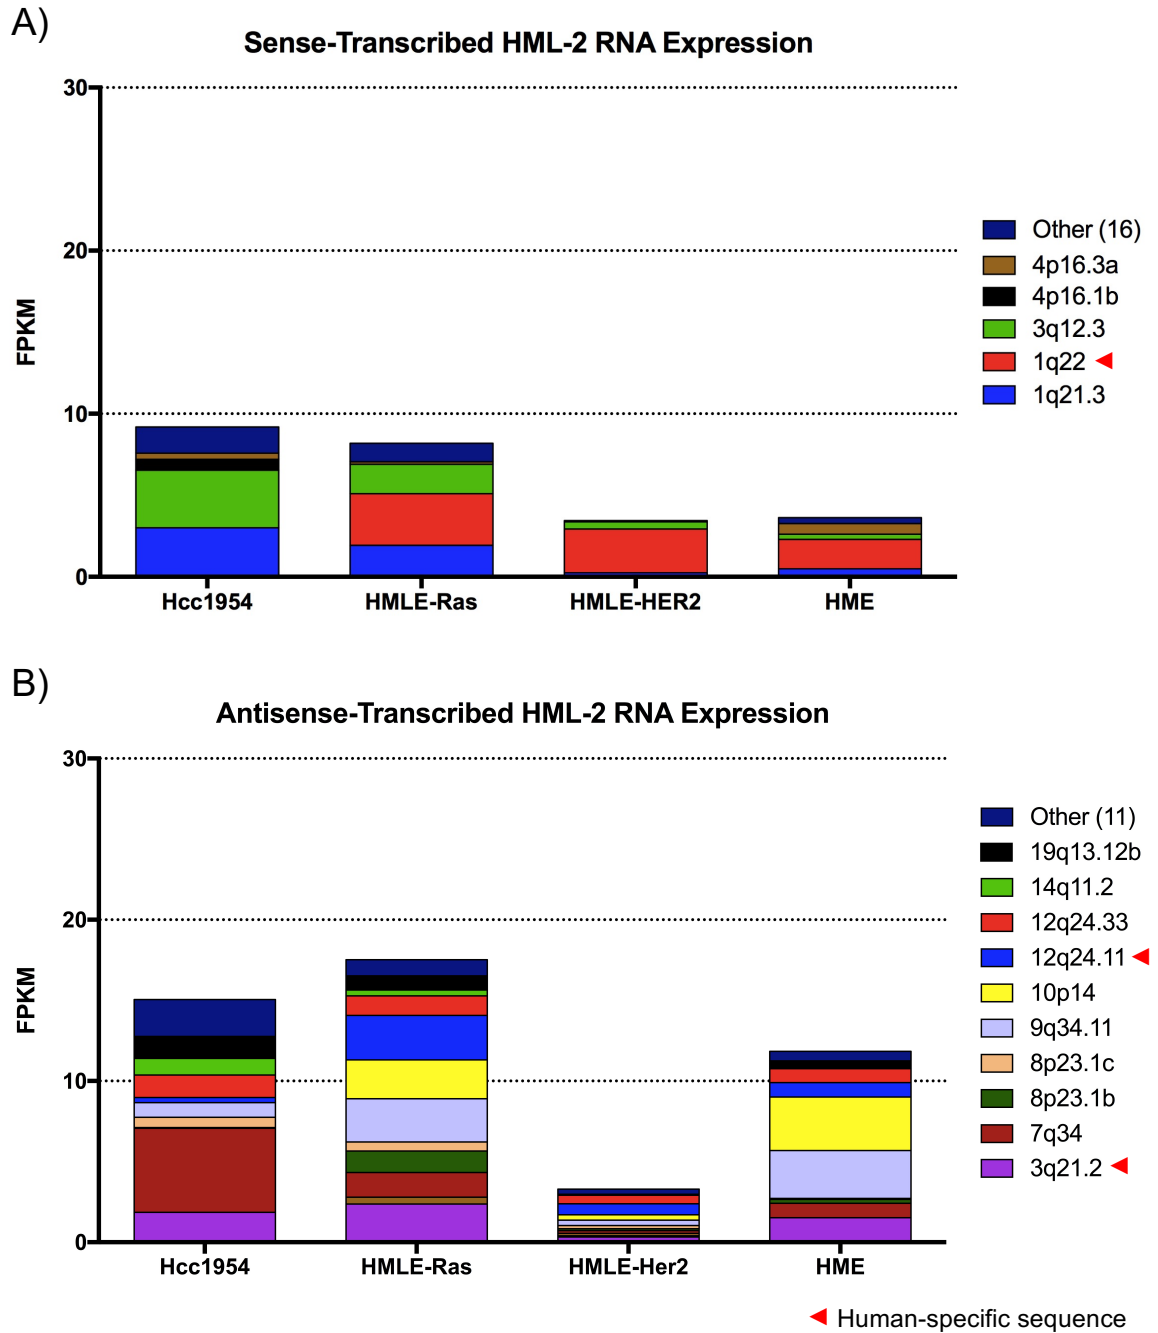 A)
Sense-Transcribed HML-2 RNA Expression
30
20
10
0
FPKM
Hcc1954
HMLE-Ras
HMLE-HER2
HME
Other (16)
4p16.3a
4p16.1b
3q12.3
1q22
1q21.3
B)
Antisense-Transcribed HML-2 RNA Expression
30
20
10
0
FPKM
Hcc1954
HMLE-Ras
HMLE-Her2
HME
Other (11)
19q13.12b
14q11.2
12q24.33
12q24.11
10p14
9q34.11
8p23.1c
8p23.1b
7q34
3q21.2
Human-specific sequence